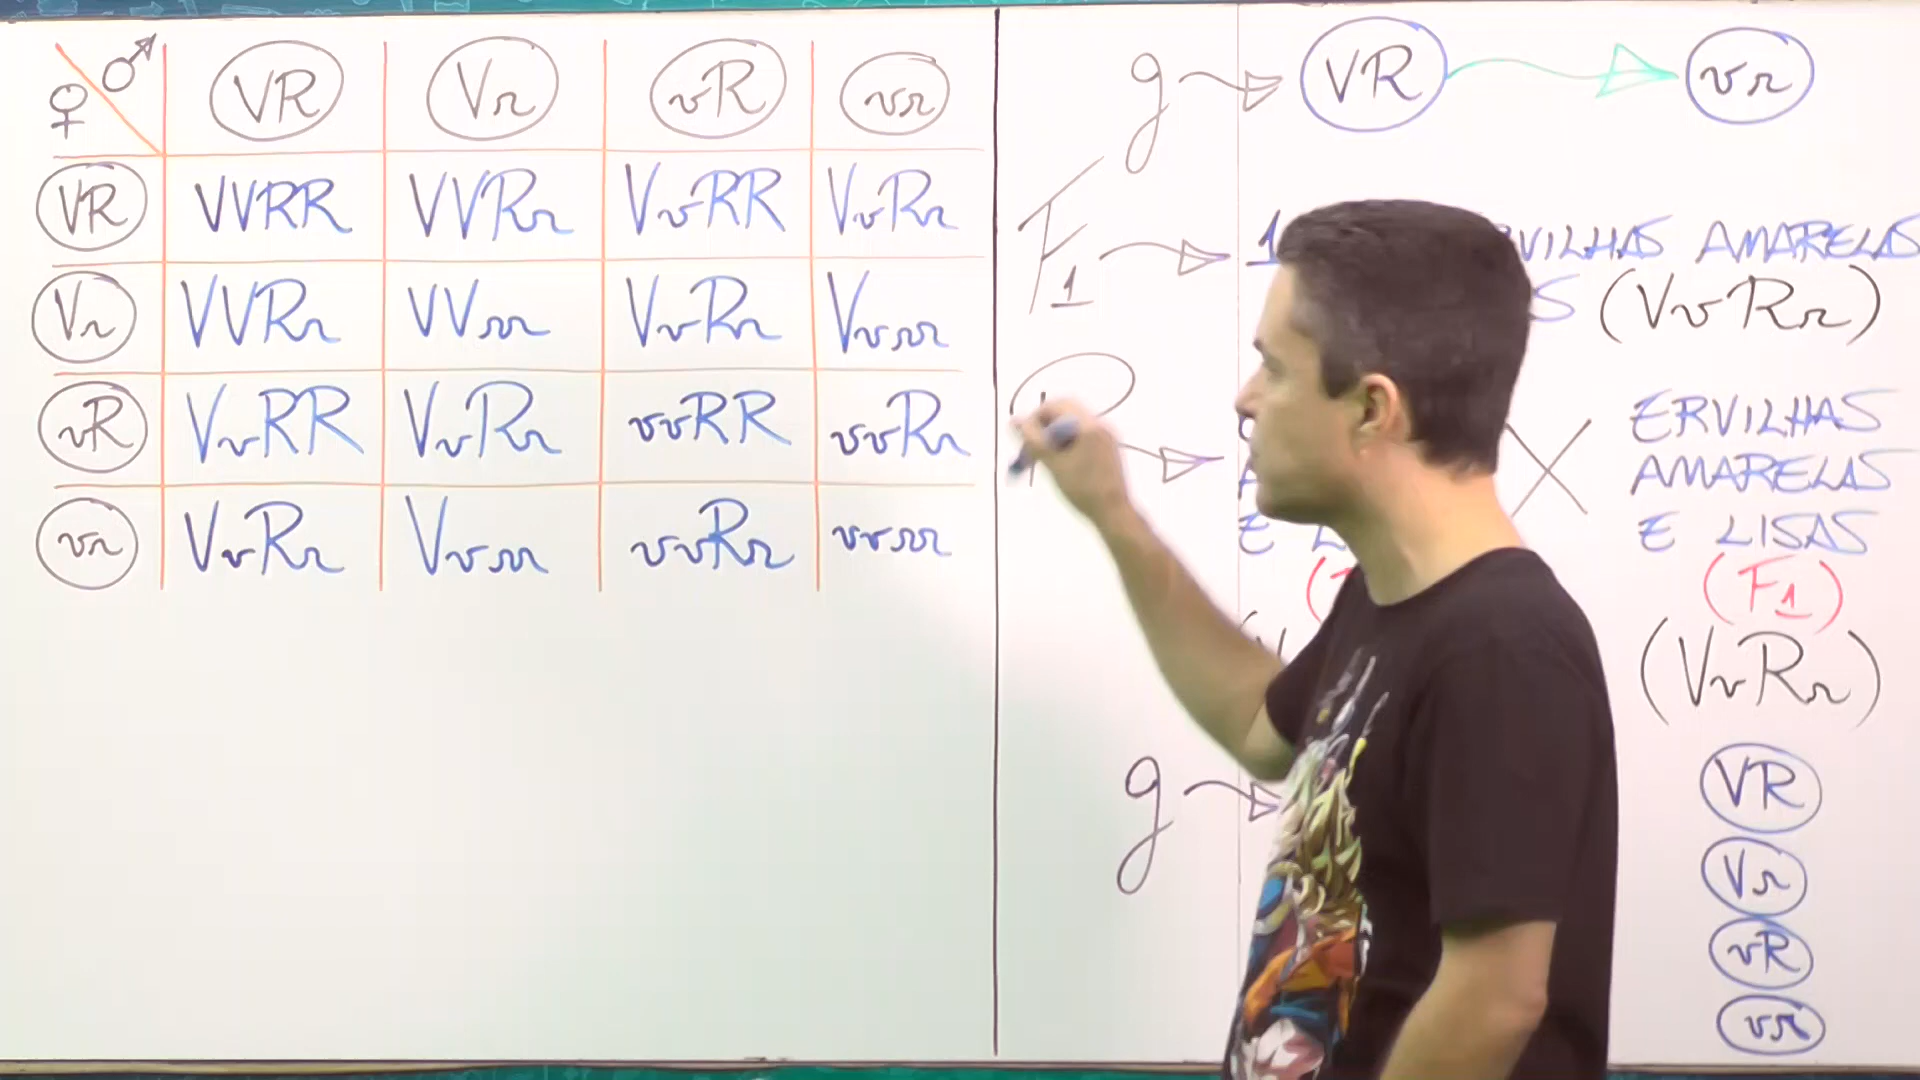 ♀ ♂ VR Vr vR vr
VR VVRR VVRr VvRR VvRr
Vr VVRr VVrr VvRr Vvrr
vR VvRR VvRr vvRR vvRr
vr VvRr Vvrr vvRr vvrr
g VR vr
F1 AMARELAS
(VvRr)
ERVILHAS
AMARELAS
E LISAS
(F1)
(VvRr)
g VR
Vr
vR
vr